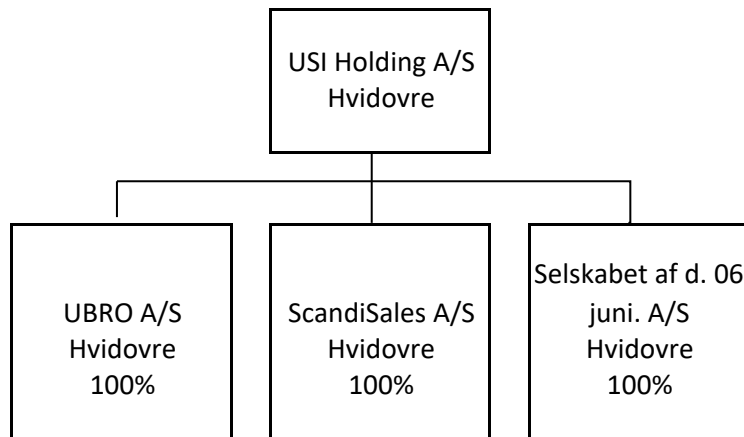 USI Holding A/S
Hvidovre
UBRO A/S
Hvidovre
100%
ScandiSales A/S
Hvidovre
100%
Selskabet af d. 06
juni. A/S
Hvidovre
100%